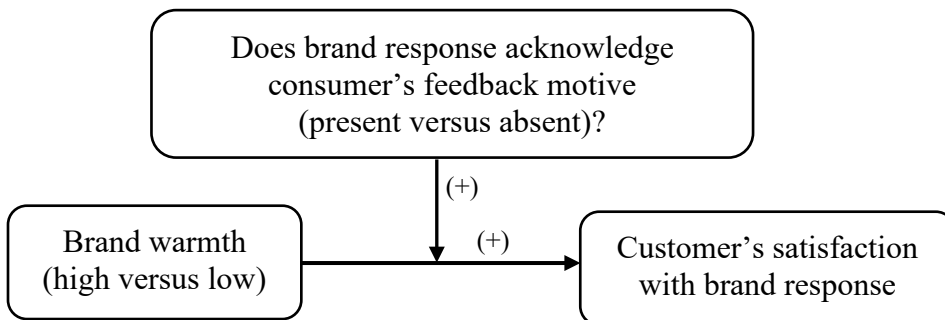 Does brand response acknowledge
consumer’s feedback motive
(present versus absent)?
(+)
Brand warmth
(high versus low)
(+)
Customer’s satisfaction
with brand response